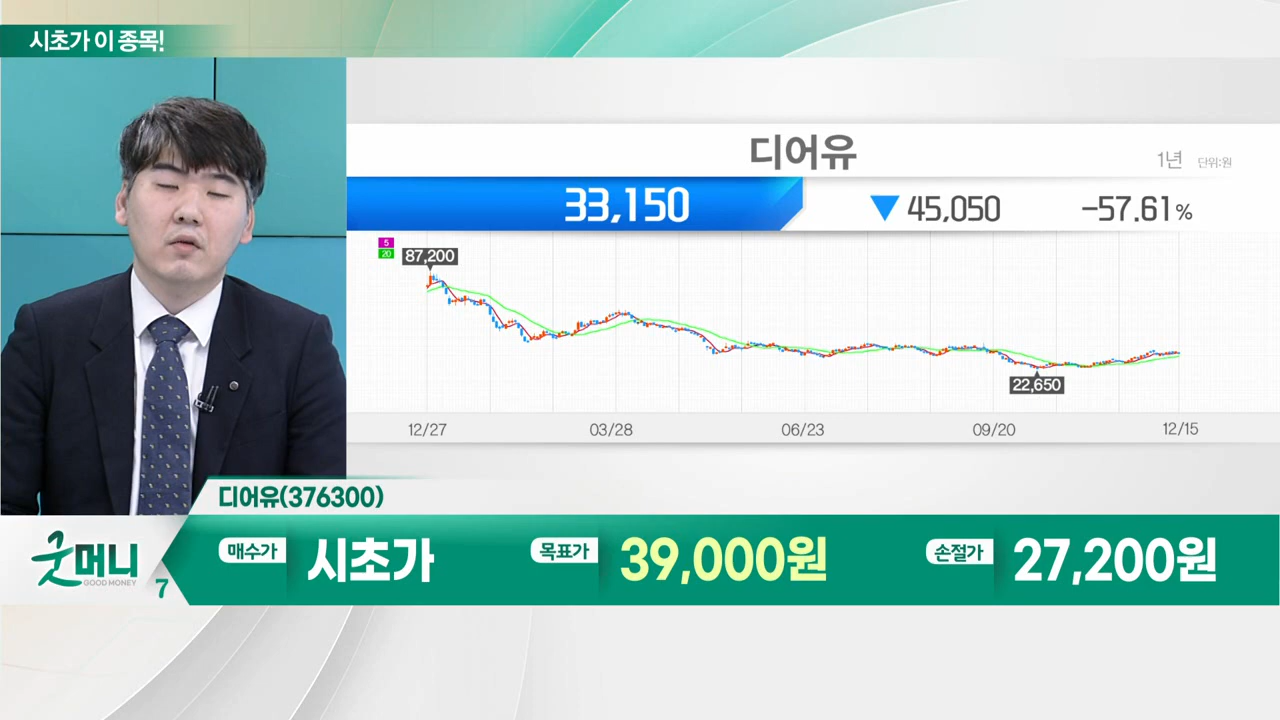 시초가 이 종목!
디어유
1년 단위:원
33,150 ▼45,050 -57.61%
5
20
87,200
22,650
12/27 03/28 06/23 09/20 12/15
디어유(376300)
매수가 시초가 목표가 39,000원 손절가 27,200원
굿머니
GOOD MONEY
7